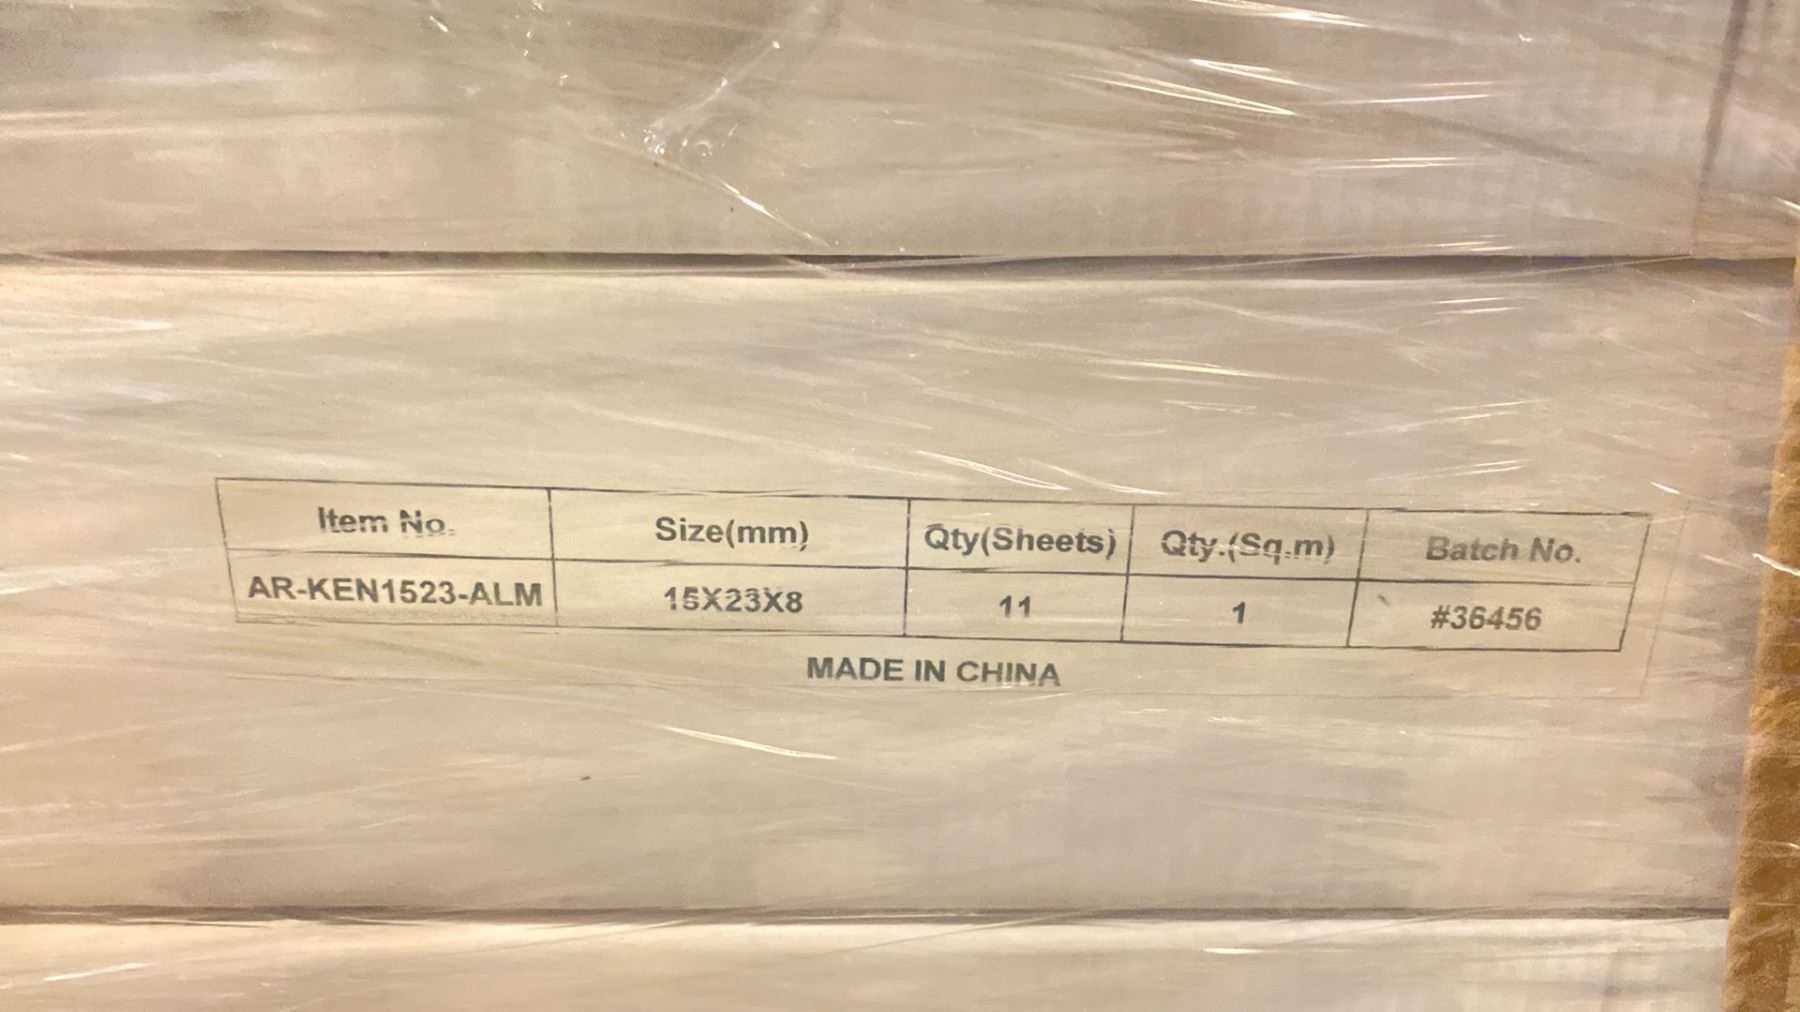 Item No. Size(mm) Qty(Sheets) Qty.(Sq.m) Batch No.
AR-KEN1523-ALM 15X23X8 11 1 #36456
MADE IN CHINA